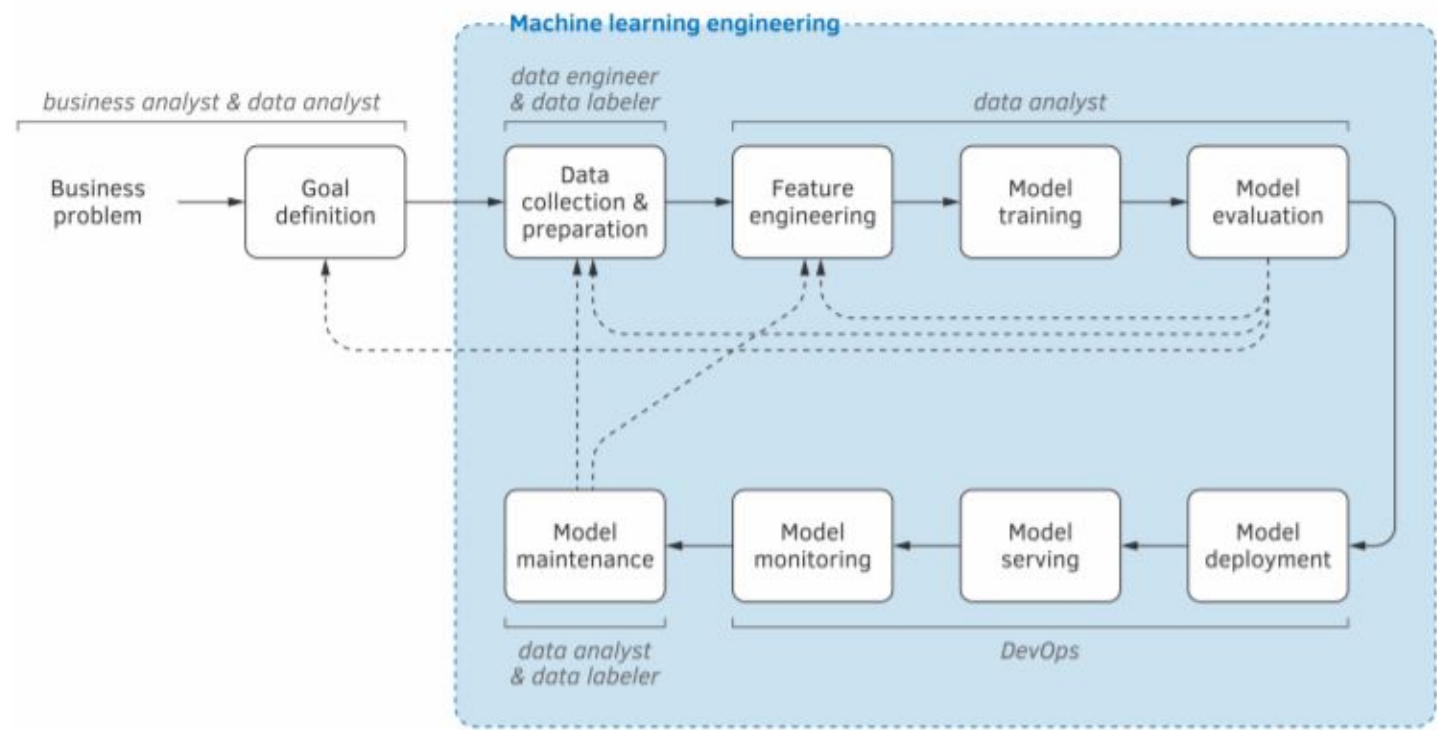 Machine learning engineering
business analyst & data analyst
data engineer
& data labeler
data analyst
Business
problem
Goal
definition
Data
collection &
preparation
Feature
engineering
Model
training
Model
evaluation
Model
maintenance
Model
monitoring
Model
serving
Model
deployment
data analyst
& data labeler
DevOps